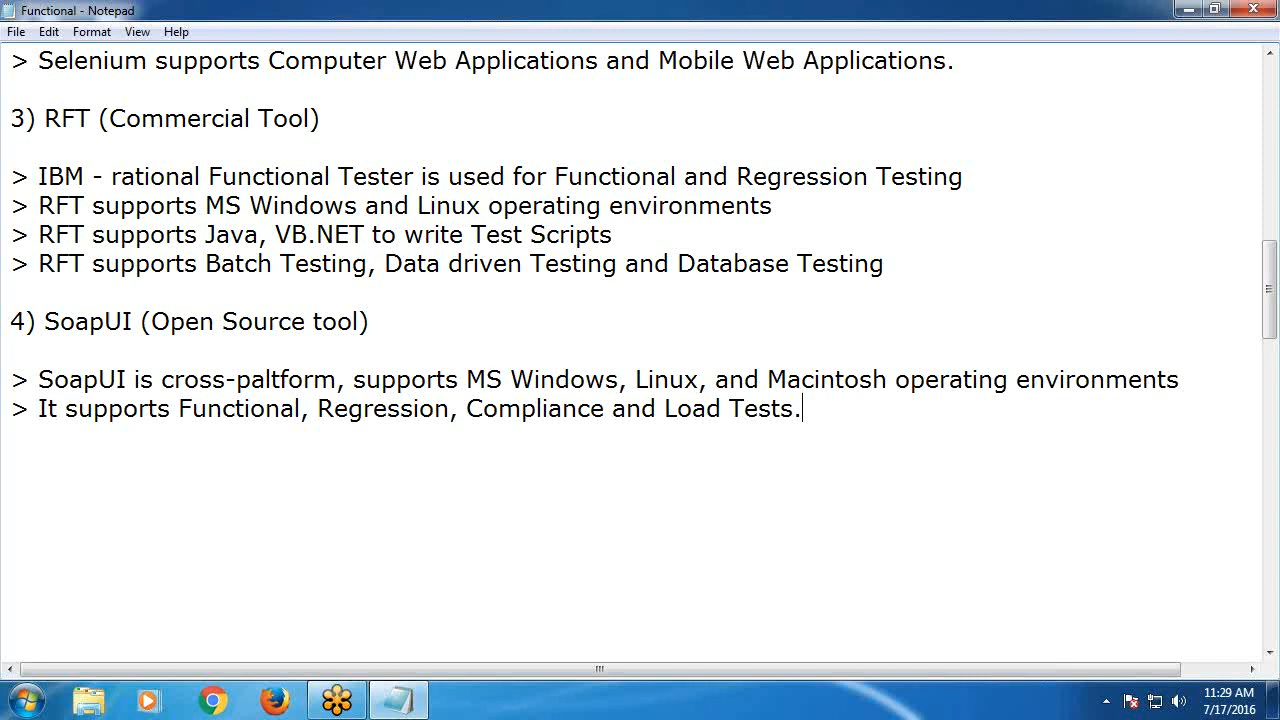 Functional - Notepad
File Edit Format View Help
> Selenium supports Computer Web Applications and Mobile Web Applications.
3) RFT (Commercial Tool)
> IBM - rational Functional Tester is used for Functional and Regression Testing
> RFT supports MS Windows and Linux operating environments
> RFT supports Java, VB.NET to write Test Scripts
> RFT supports Batch Testing, Data driven Testing and Database Testing
4) SoapUI (Open Source tool)
> SoapUI is cross-paltform, supports MS Windows, Linux, and Macintosh operating environments
> It supports Functional, Regression, Compliance and Load Tests.
11:29 AM
7/17/2016